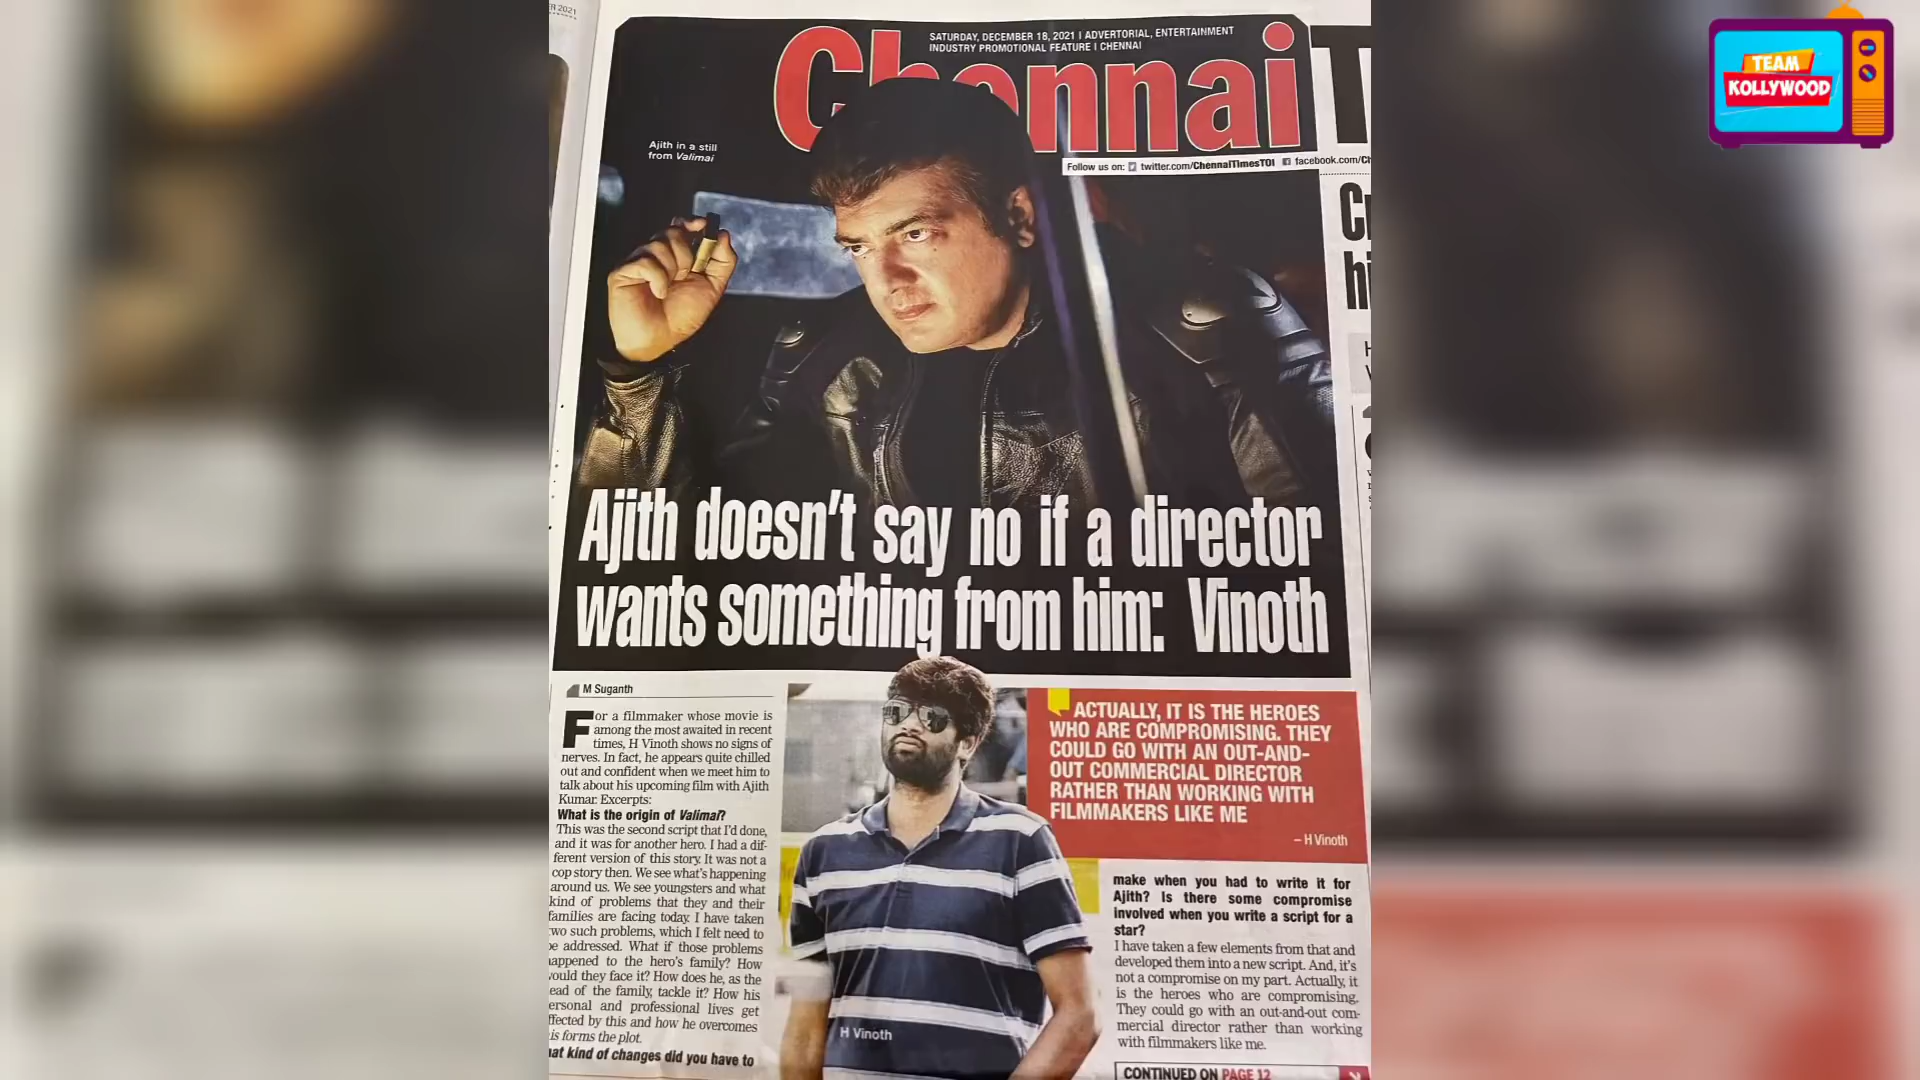 R 2021
SATURDAY, DECEMBER 18, 2021 | ADVERTORIAL, ENTERTAINMENT
INDUSTRY PROMOTIONAL FEATURE | CHENNAI
Chennai T
TEAM
KOLLYWOOD
Ajith in a still
from Valimai
Follow us on: twitter.com/ChennaiTimesTOI facebook.com/Ch
hi
Ajith doesn't say no if a director
wants something from him: Vinoth
M Suganth
For a filmmaker whose movie is
among the most awaited in recent
times, H Vinoth shows no signs of
nerves. In fact, he appears quite chilled
out and confident when we meet him to
talk about his upcoming film with Ajith
Kumar. Excerpts:
What is the origin of Valimai?
This was the second script that I'd done,
and it was for another hero. I had a dif-
ferent version of this story. It was not a
cop story then. We see what's happening
around us. We see youngsters and what
kind of problems that they and their
families are facing today. I have taken
wo such problems, which I felt need to
be addressed. What if those problems
appened to the hero's family? How
would they face it? How does he, as the
ead of the family, tackle it? How his
ersonal and professional lives get
ffected by this and how he overcomes
is forms the plot.
at kind of changes did you have to
H Vinoth
ACTUALLY, IT IS THE HEROES
WHO ARE COMPROMISING. THEY
COULD GO WITH AN OUT-AND-
OUT COMMERCIAL DIRECTOR
RATHER THAN WORKING WITH
FILMMAKERS LIKE ME
– H Vinoth
make when you had to write it for
Ajith? Is there some compromise
involved when you write a script for a
star?
I have taken a few elements from that and
developed them into a new script. And, it's
not a compromise on my part. Actually, it
is the heroes who are compromising.
They could go with an out-and-out com-
mercial director rather than working
with filmmakers like me.
CONTINUED ON PAGE 12